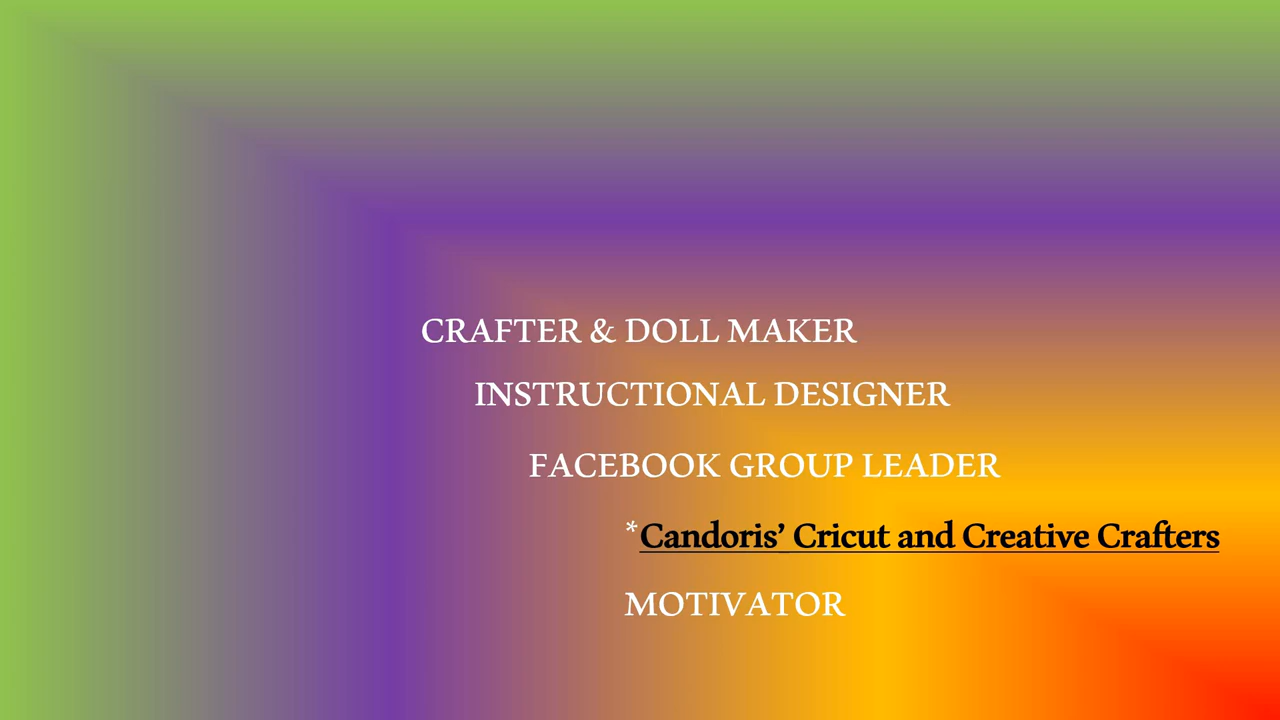 CRAFTER & DOLL MAKER
INSTRUCTIONAL DESIGNER
FACEBOOK GROUP LEADER
*Candoris’ Cricut and Creative Crafters
MOTIVATOR